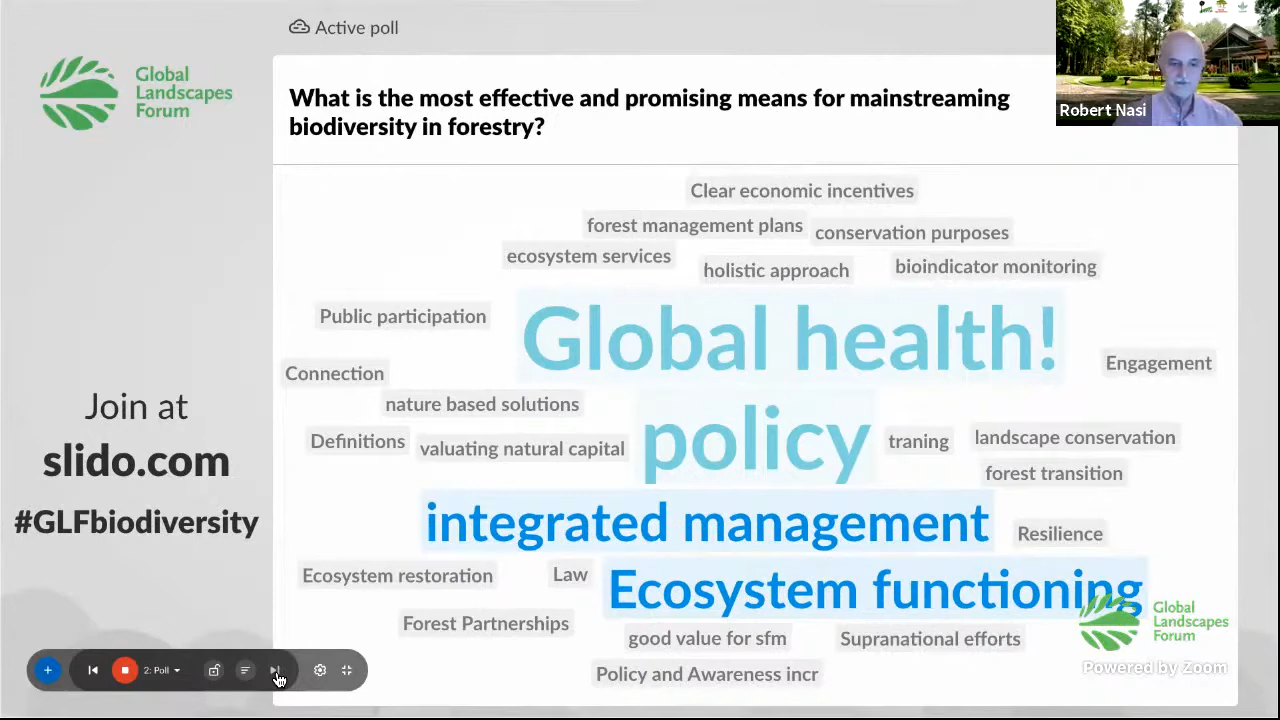 Active poll
Global
Landscapes
Forum
What is the most effective and promising means for mainstreaming
biodiversity in forestry?
Robert Nasi
Clear economic incentives
forest management plans
conservation purposes
ecosystem services
holistic approach
bioindicator monitoring
Public participation
Global health!
Engagement
Connection
nature based solutions
Definitions
valuating natural capital
policy
traning
landscape conservation
forest transition
integrated management
Resilience
Ecosystem restoration
Law
Ecosystem functioning
Forest Partnerships
good value for sfm
Supranational efforts
Policy and Awareness incr
Join at
slido.com
#GLFbiodiversity
2: Poll
Global
Landscapes
Forum
Powered by Zoom